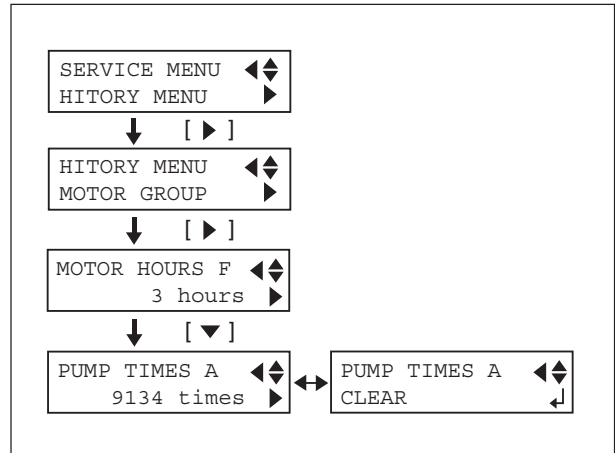 SERVICE MENU ◀◆
HITORY MENU ▶
[ ▶ ]
HITORY MENU ◀◆
MOTOR GROUP ▶
[ ▶ ]
MOTOR HOURS F ◀◆
3 hours ▶
[ ▼ ]
PUMP TIMES A ◀◆
9134 times ▶
PUMP TIMES A ◀◆
CLEAR ↵